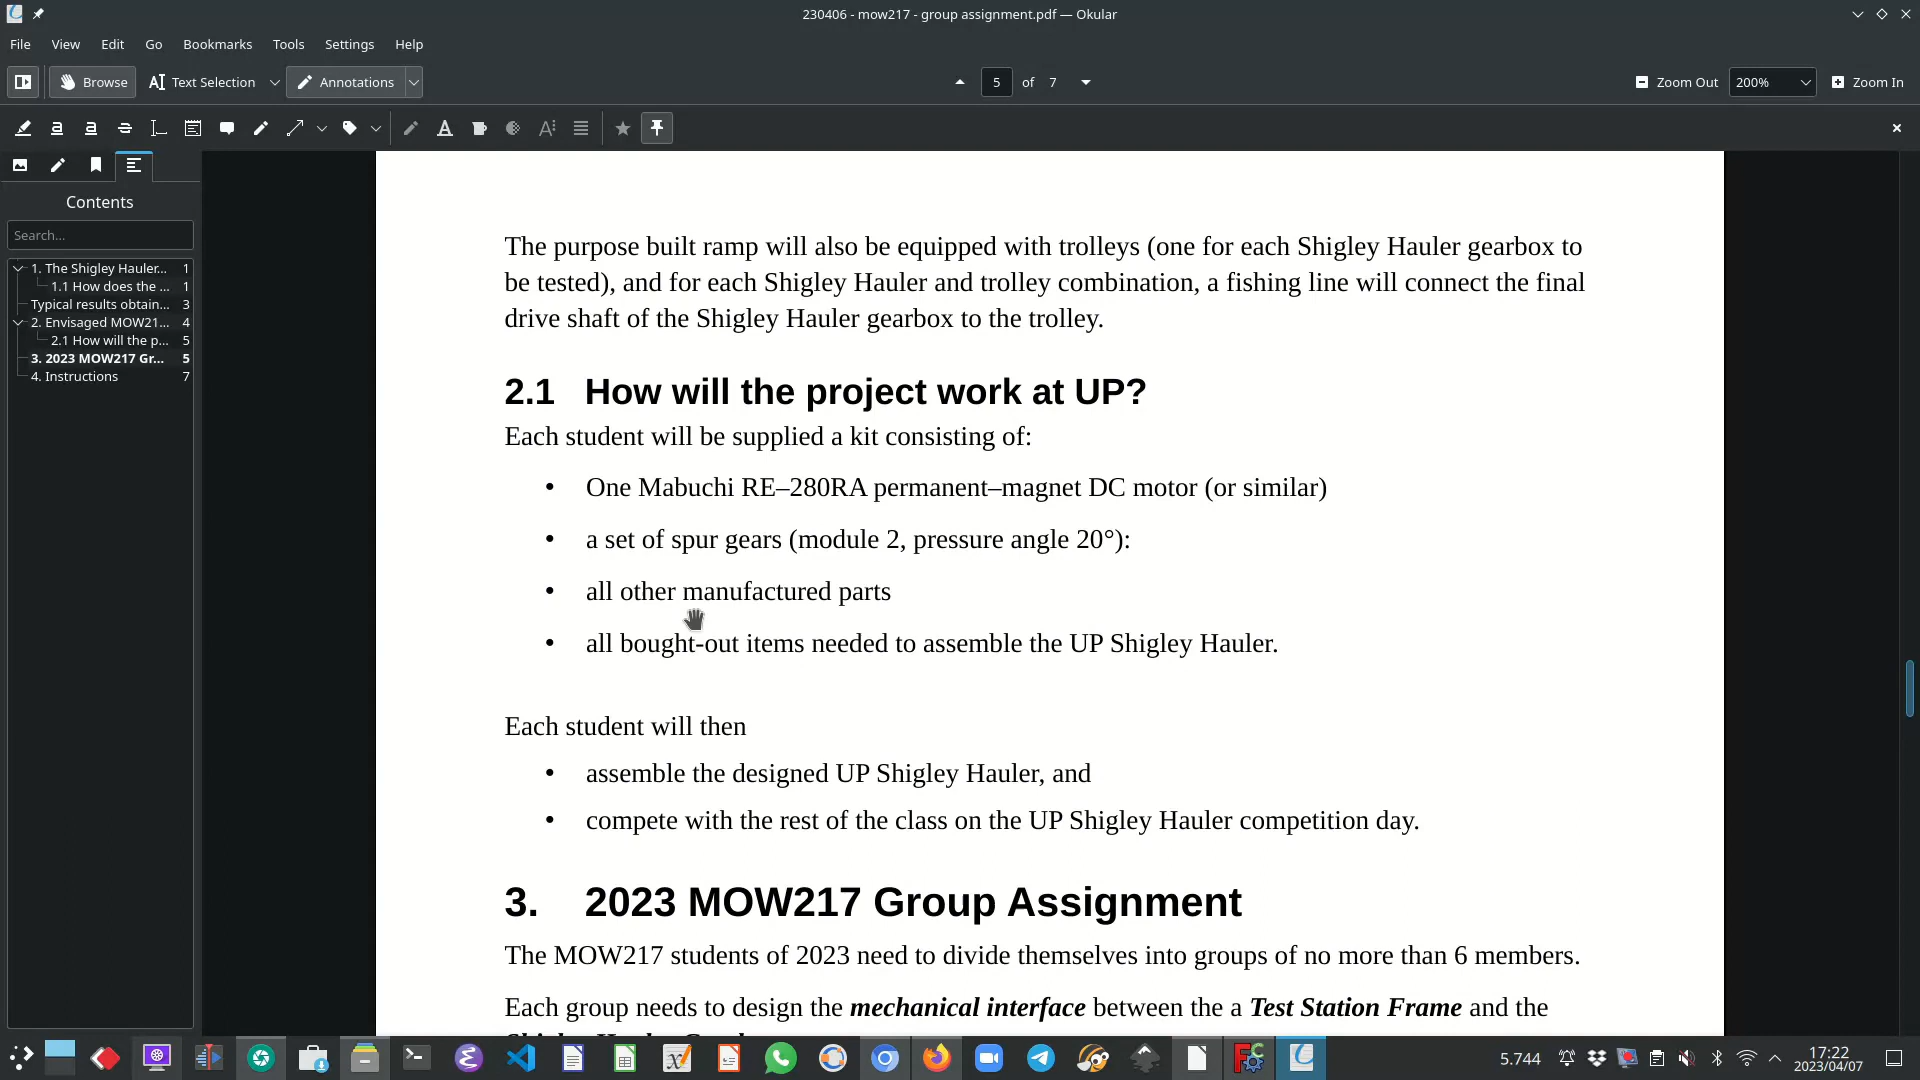 230406 - mow217 - group assignment.pdf — Okular
File View Edit Go Bookmarks Tools Settings Help
Browse Text Selection Annotations 5 of 7 Zoom Out 200% Zoom In
Contents
Search...
1. The Shigley Hauler... 1
1.1 How does the ... 1
Typical results obtain... 3
2. Envisaged MOW21... 4
2.1 How will the p... 5
3. 2023 MOW217 Gr... 5
4. Instructions 7
The purpose built ramp will also be equipped with trolleys (one for each Shigley Hauler gearbox to
be tested), and for each Shigley Hauler and trolley combination, a fishing line will connect the final
drive shaft of the Shigley Hauler gearbox to the trolley.
2.1 How will the project work at UP?
Each student will be supplied a kit consisting of:
• One Mabuchi RE–280RA permanent–magnet DC motor (or similar)
• a set of spur gears (module 2, pressure angle 20°):
• all other manufactured parts
• all bought-out items needed to assemble the UP Shigley Hauler.
Each student will then
• assemble the designed UP Shigley Hauler, and
• compete with the rest of the class on the UP Shigley Hauler competition day.
3. 2023 MOW217 Group Assignment
The MOW217 students of 2023 need to divide themselves into groups of no more than 6 members.
Each group needs to design the mechanical interface between the a Test Station Frame and the
5.744 17:22
2023/04/07